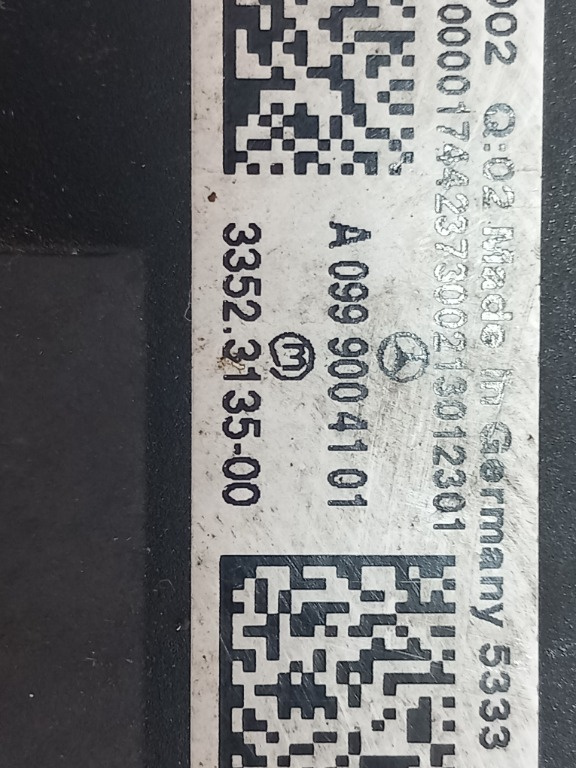 002 Q:02 Made in Germany 5333
00001744237300213012301
A 099 900 41 01
m
3352.3135-00